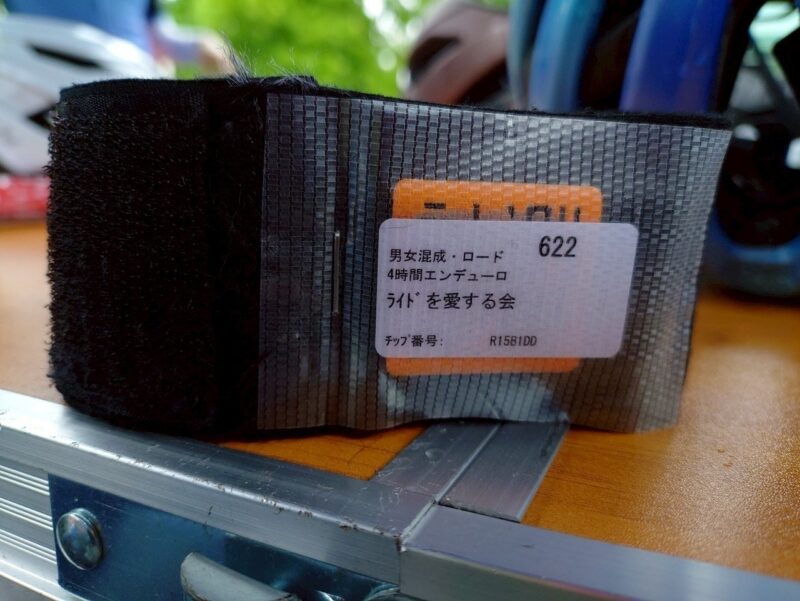 622
男女混成・ロード
4時間エンデューロ
ﾗｲﾄﾞを愛する会
ﾁｯﾌﾟ番号: R15B1DD